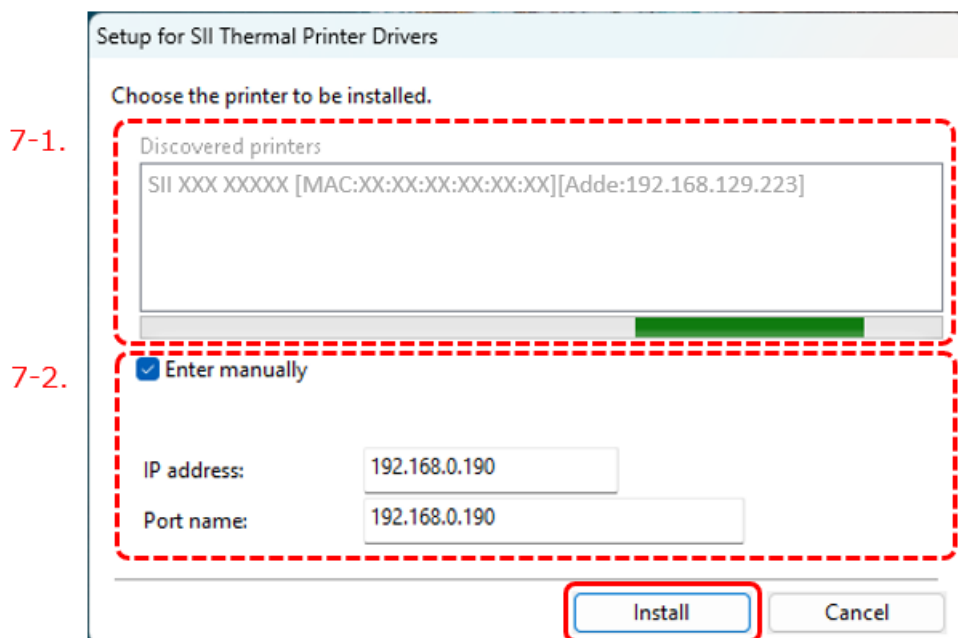 Setup for SII Thermal Printer Drivers
Choose the printer to be installed.
7-1.
Discovered printers
SII XXX XXXXX [MAC:XX:XX:XX:XX:XX:XX][Adde:192.168.129.223]
7-2.
Enter manually
IP address: 192.168.0.190
Port name: 192.168.0.190
Install Cancel